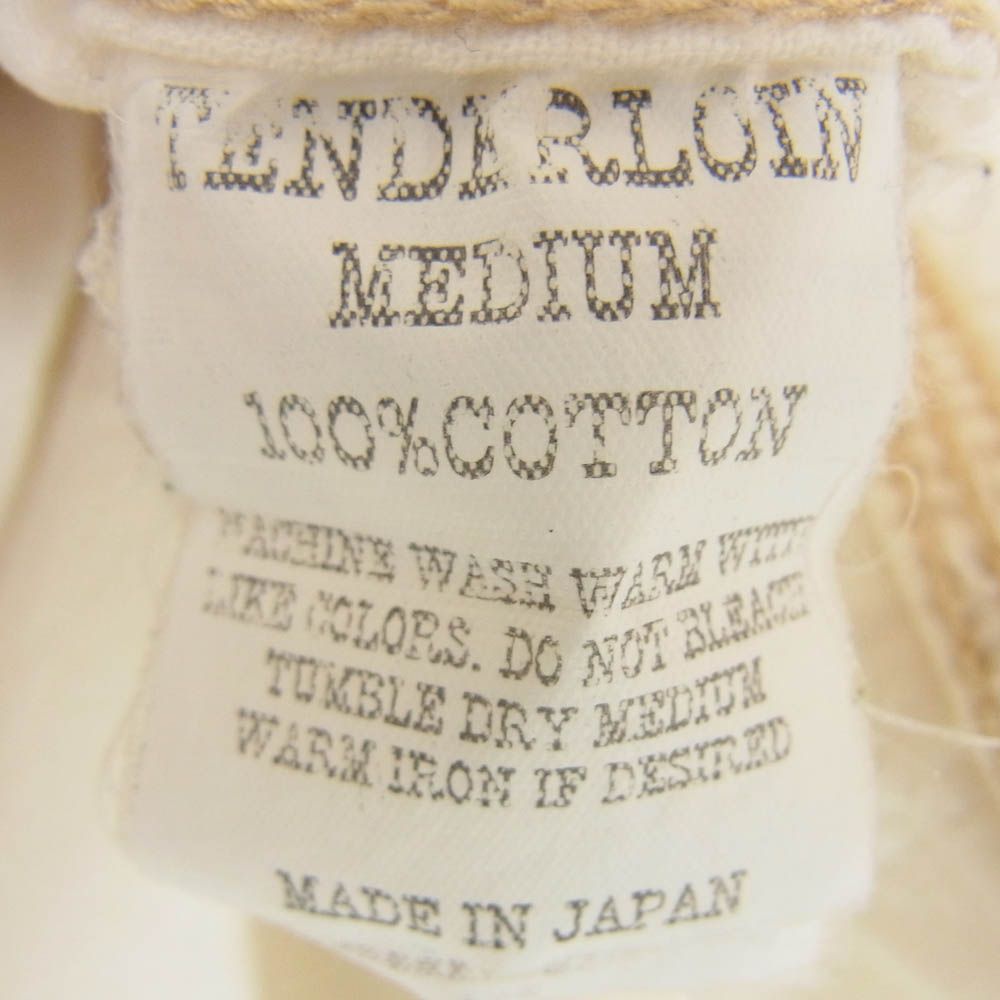 TENDERLOIN
MEDIUM
100% COTTON
MACHINE WASH WARM WITH
LIKE COLORS. DO NOT BLEACH
TUMBLE DRY MEDIUM
WARM IRON IF DESIRED
MADE IN JAPAN